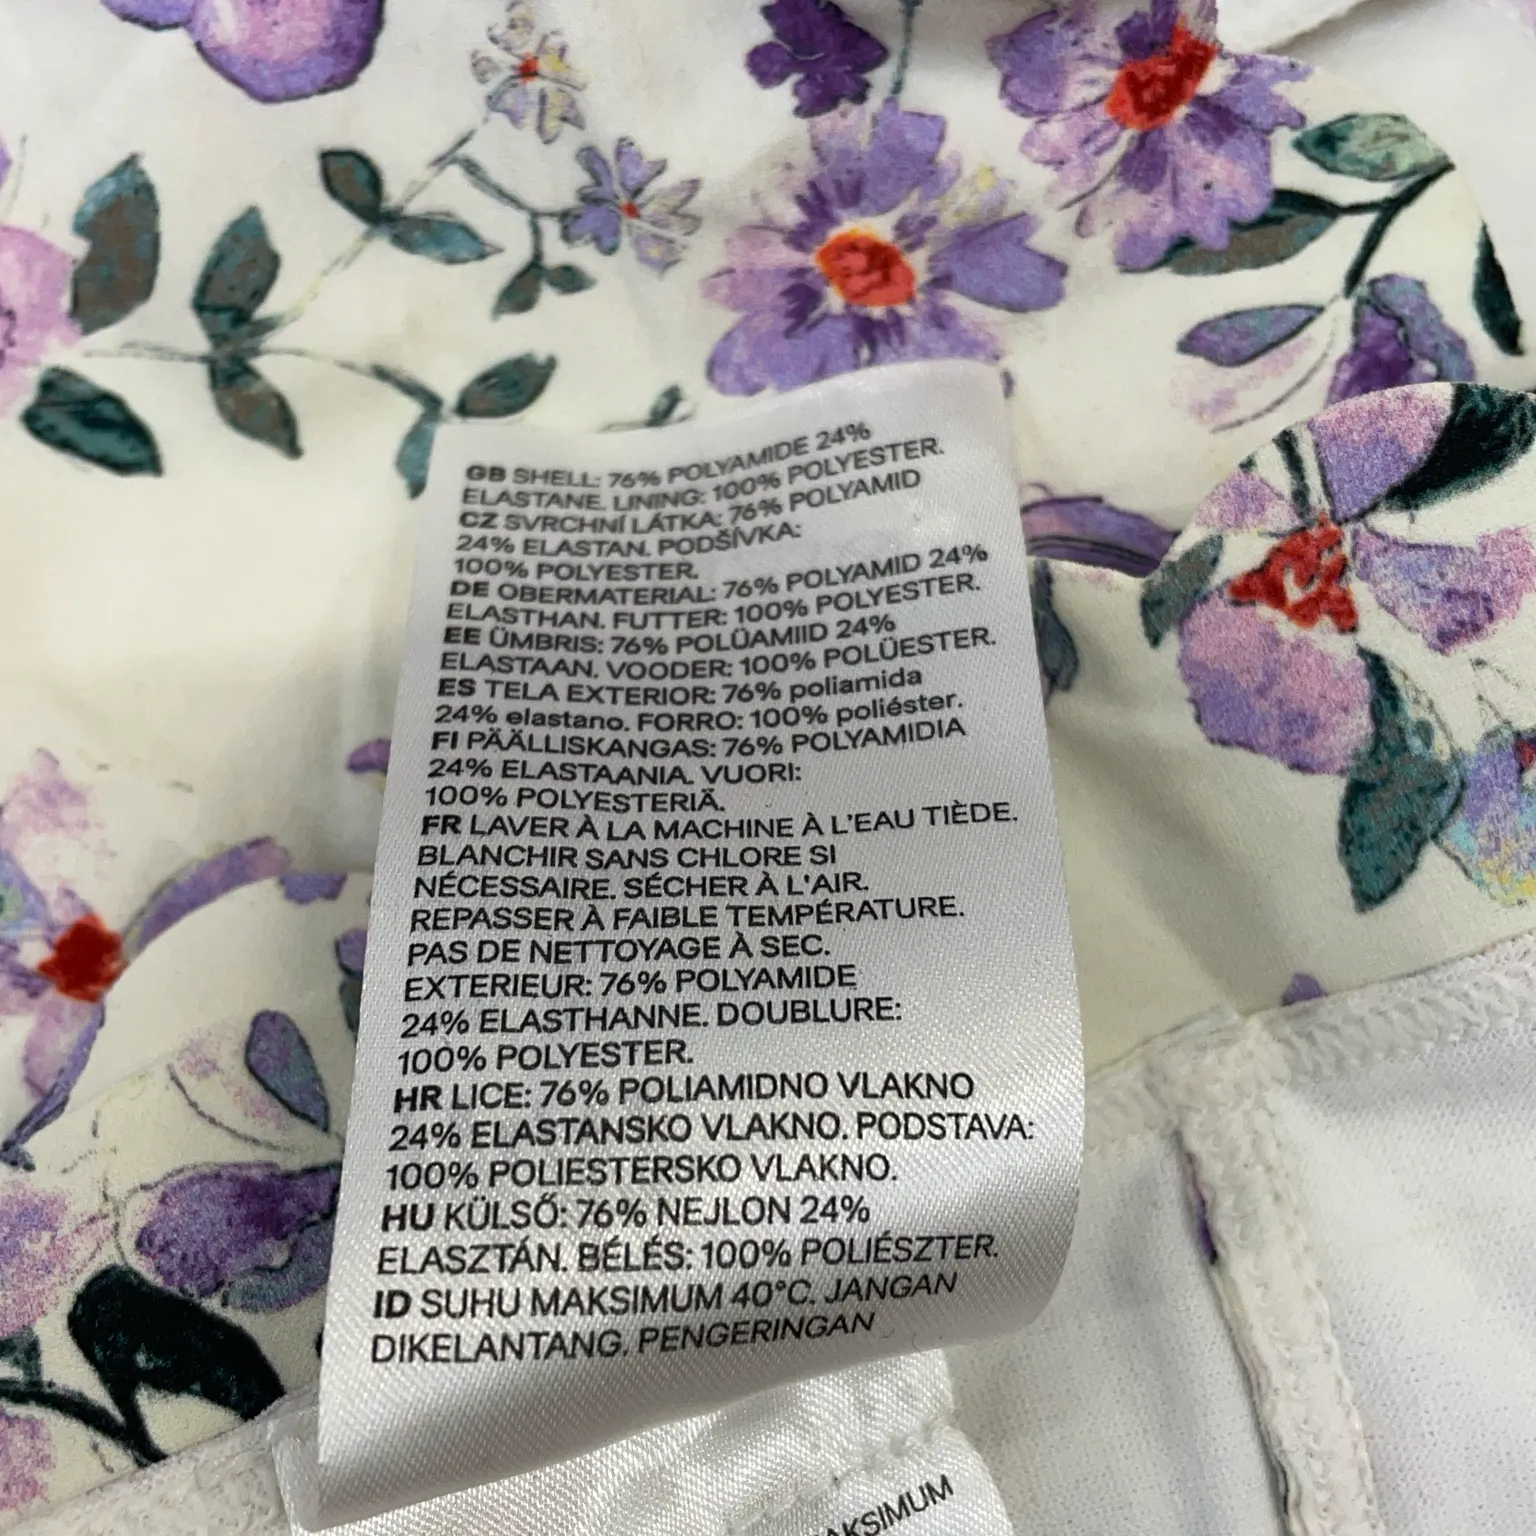 GB SHELL: 76% POLYAMIDE 24%
ELASTANE. LINING: 100% POLYESTER.
CZ SVRCHNÍ LÁTKA: 76% POLYAMID
24% ELASTAN. PODŠÍVKA:
100% POLYESTER.
DE OBERMATERIAL: 76% POLYAMID 24%
ELASTHAN. FUTTER: 100% POLYESTER.
EE ÜMBRIS: 76% POLÜAMIID 24%
ELASTAAN. VOODER: 100% POLÜESTER.
ES TELA EXTERIOR: 76% poliamida
24% elastano. FORRO: 100% poliéster.
FI PÄÄLLISKANGAS: 76% POLYAMIDIA
24% ELASTAANIA. VUORI:
100% POLYESTERIÄ.
FR LAVER À LA MACHINE À L'EAU TIÈDE.
BLANCHIR SANS CHLORE SI
NÉCESSAIRE. SÉCHER À L'AIR.
REPASSER À FAIBLE TEMPÉRATURE.
PAS DE NETTOYAGE À SEC.
EXTERIEUR: 76% POLYAMIDE
24% ELASTHANNE. DOUBLURE:
100% POLYESTER.
HR LICE: 76% POLIAMIDNO VLAKNO
24% ELASTANSKO VLAKNO. PODSTAVA:
100% POLIESTERSKO VLAKNO.
HU KÜLSŐ: 76% NEJLON 24%
ELASZTÁN. BÉLÉS: 100% POLIÉSZTER.
ID SUHU MAKSIMUM 40°C. JANGAN
DIKELANTANG. PENGERINGAN
AKSIMUM